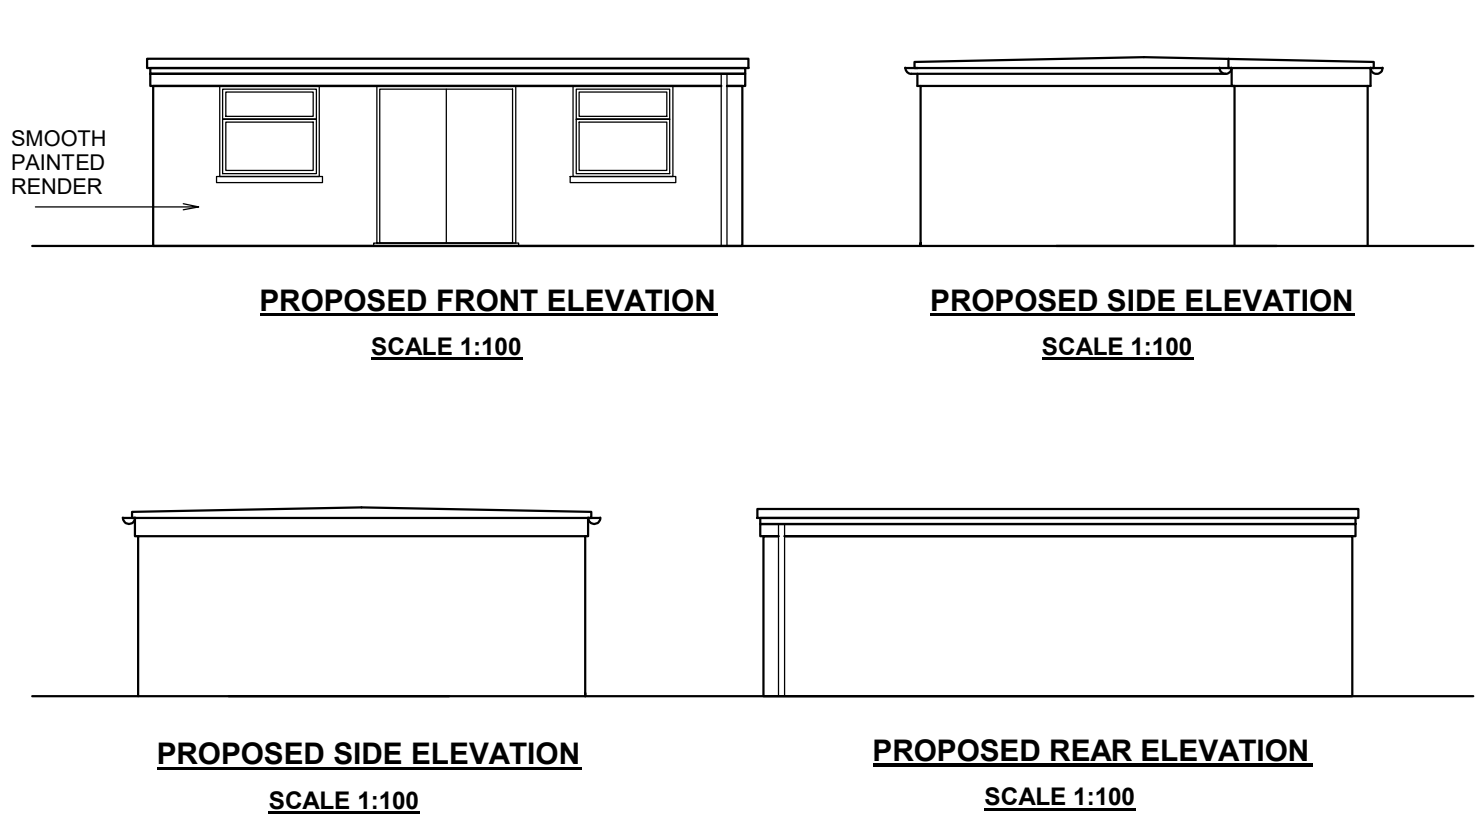 SMOOTH
PAINTED
RENDER
PROPOSED FRONT ELEVATION
SCALE 1:100
PROPOSED SIDE ELEVATION
SCALE 1:100
PROPOSED SIDE ELEVATION
SCALE 1:100
PROPOSED REAR ELEVATION
SCALE 1:100